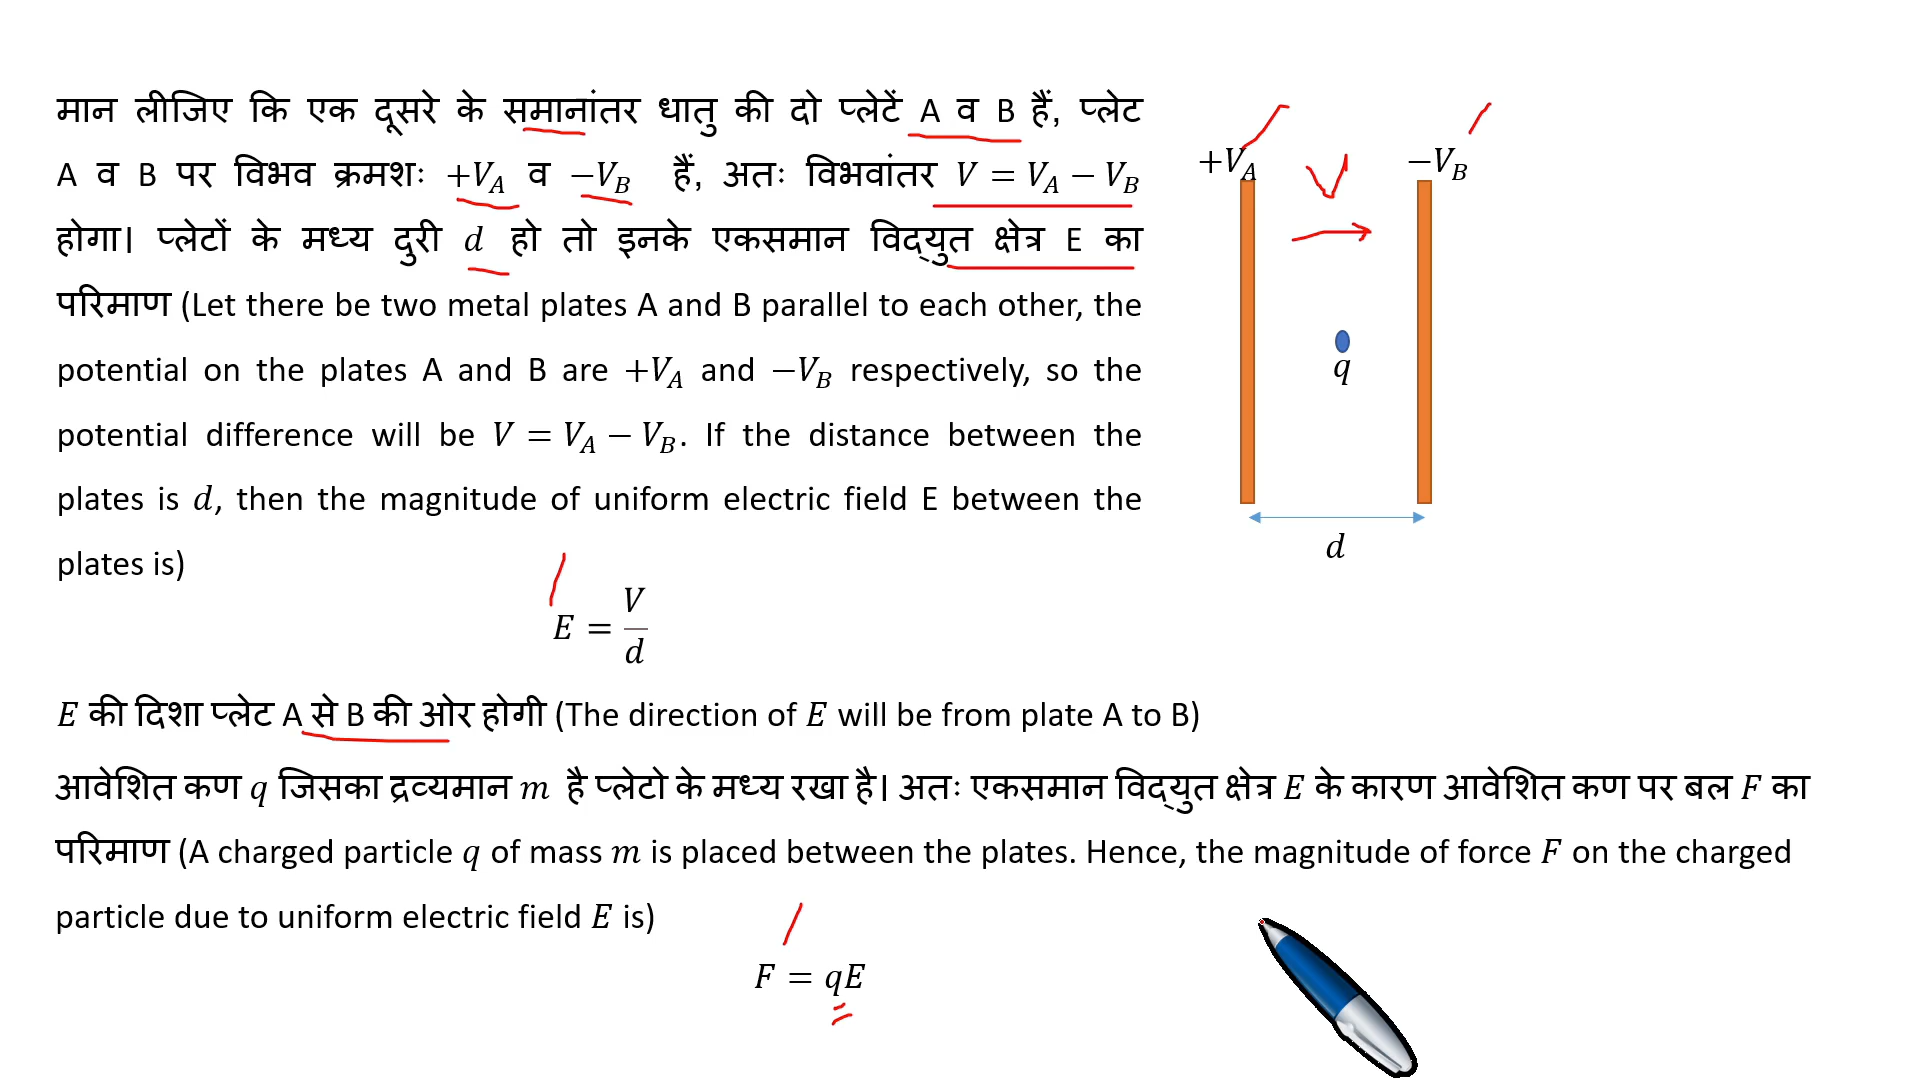 मान लीजिए कि एक दूसरे के समानांतर धातु की दो प्लेटें A व B हैं, प्लेट
A व B पर विभव क्रमशः +V_A व −V_B हैं, अतः विभवांतर V = V_A − V_B
होगा। प्लेटों के मध्य दुरी d हो तो इनके एकसमान विद्युत क्षेत्र E का
परिमाण (Let there be two metal plates A and B parallel to each other, the
potential on the plates A and B are +V_A and −V_B respectively, so the
potential difference will be V = V_A − V_B. If the distance between the
plates is d, then the magnitude of uniform electric field E between the
plates is)
E = V/d
E की दिशा प्लेट A से B की ओर होगी (The direction of E will be from plate A to B)
आवेशित कण q जिसका द्रव्यमान m है प्लेटो के मध्य रखा है। अतः एकसमान विद्युत क्षेत्र E के कारण आवेशित कण पर बल F का
परिमाण (A charged particle q of mass m is placed between the plates. Hence, the magnitude of force F on the charged
particle due to uniform electric field E is)
F = qE
+V_A
V
−V_B
q
d